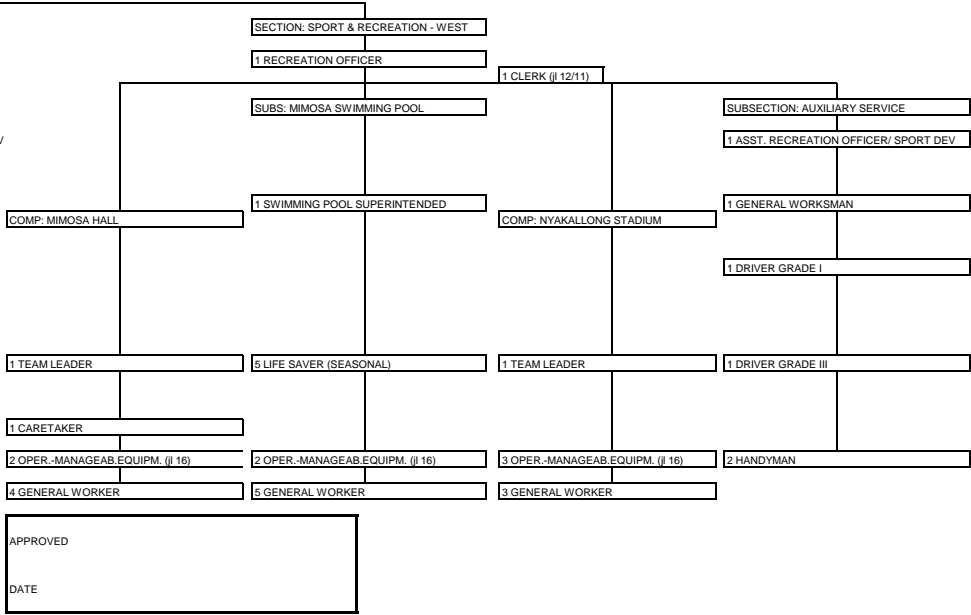 SECTION: SPORT & RECREATION - WEST
1 RECREATION OFFICER
1 CLERK (jl 12/11)
SUBS: MIMOSA SWIMMING POOL
SUBSECTION: AUXILIARY SERVICE
1 ASST. RECREATION OFFICER/ SPORT DEV
1 SWIMMING POOL SUPERINTENDED
1 GENERAL WORKSMAN
COMP: MIMOSA HALL
COMP: NYAKALLONG STADIUM
1 DRIVER GRADE I
1 TEAM LEADER
5 LIFE SAVER (SEASONAL)
1 TEAM LEADER
1 DRIVER GRADE III
1 CARETAKER
2 OPER.-MANAGEAB.EQUIPM. (jl 16)
2 OPER.-MANAGEAB.EQUIPM. (jl 16)
3 OPER.-MANAGEAB.EQUIPM. (jl 16)
2 HANDYMAN
4 GENERAL WORKER
5 GENERAL WORKER
3 GENERAL WORKER
APPROVED
DATE